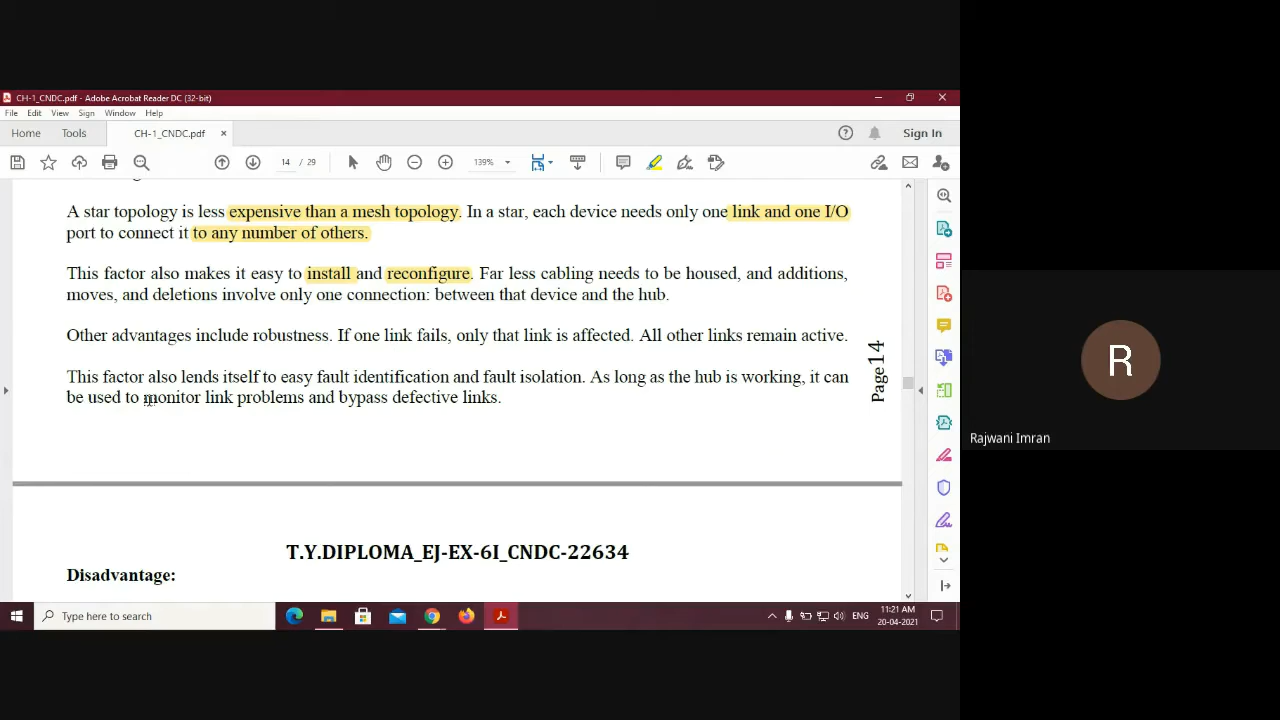 CH-1_CNDC.pdf - Adobe Acrobat Reader DC (32-bit)
File Edit View Sign Window Help
Home Tools CH-1_CNDC.pdf × Sign In
14 / 29 139%
A star topology is less expensive than a mesh topology. In a star, each device needs only one link and one I/O
port to connect it to any number of others.
This factor also makes it easy to install and reconfigure. Far less cabling needs to be housed, and additions,
moves, and deletions involve only one connection: between that device and the hub.
Other advantages include robustness. If one link fails, only that link is affected. All other links remain active.
This factor also lends itself to easy fault identification and fault isolation. As long as the hub is working, it can
be used to monitor link problems and bypass defective links.
Page 14
T.Y.DIPLOMA_EJ-EX-6I_CNDC-22634
Disadvantage:
R
Rajwani Imran
Type here to search
ENG
11:21 AM
20-04-2021